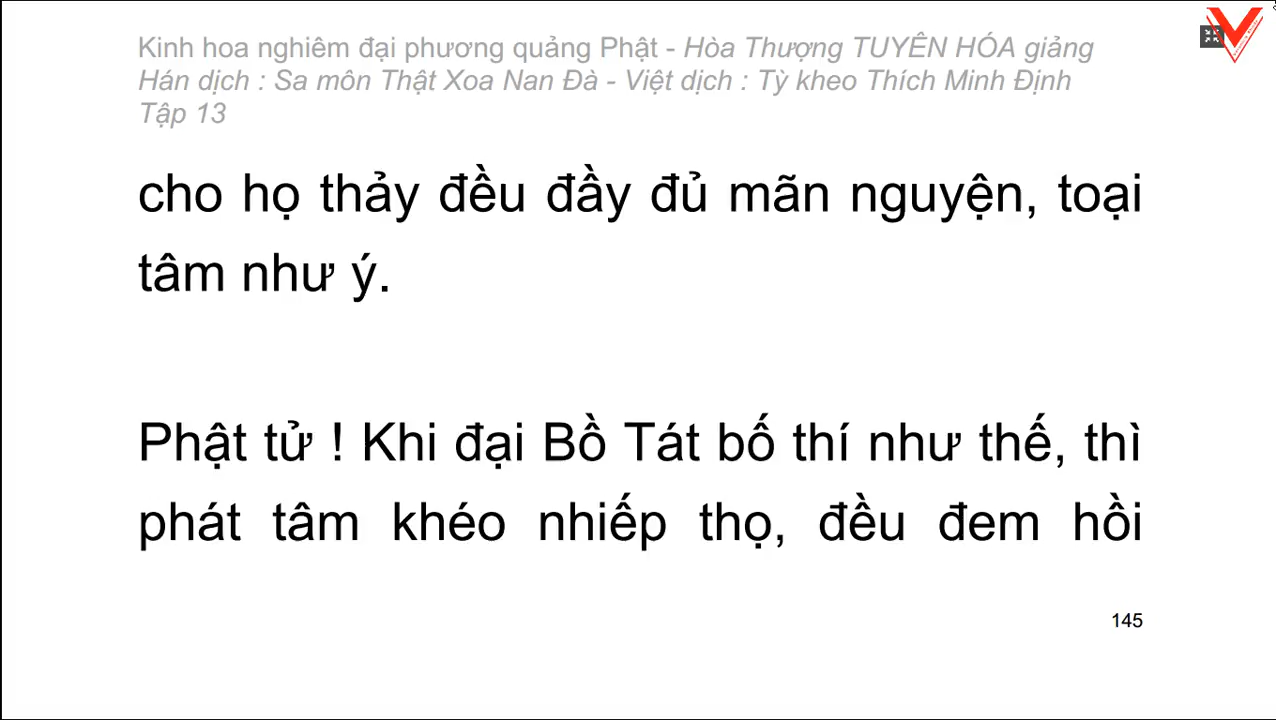 Kinh hoa nghiêm đại phương quảng Phật - Hòa Thượng TUYÊN HÓA giảng
Hán dịch : Sa môn Thật Xoa Nan Đà - Việt dịch : Tỳ kheo Thích Minh Định
Tập 13
cho họ thảy đều đầy đủ mãn nguyện, toại
tâm như ý.
Phật tử ! Khi đại Bồ Tát bố thí như thế, thì
phát tâm khéo nhiếp thọ, đều đem hồi
145